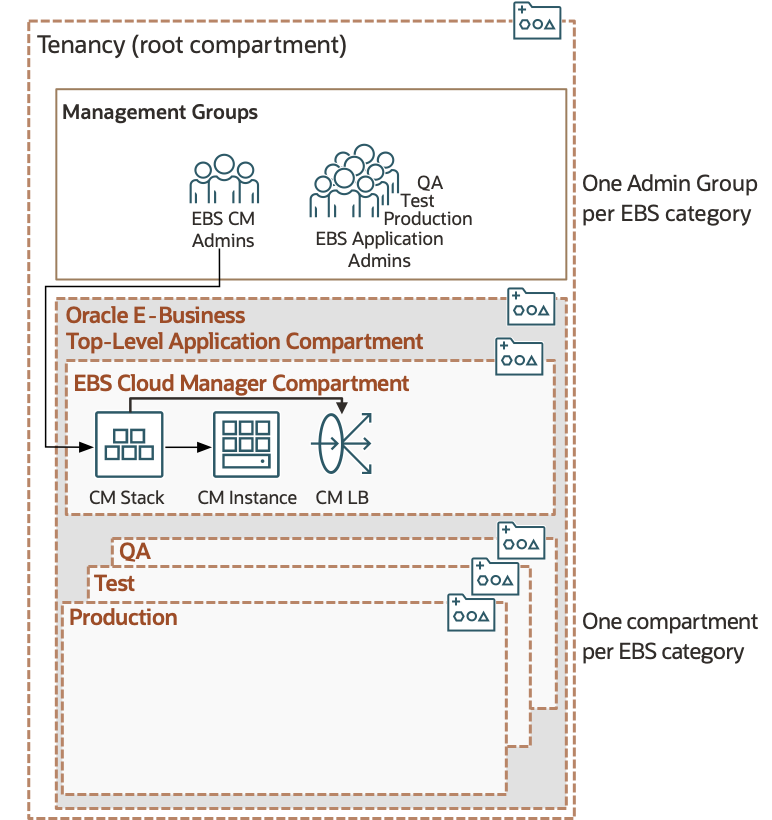 Tenancy (root compartment)
Management Groups
EBS CM
Admins
QA
Test
Production
EBS Application
Admins
One Admin Group
per EBS category
Oracle E-Business
Top-Level Application Compartment
EBS Cloud Manager Compartment
CM Stack
CM Instance
CM LB
QA
Test
Production
One compartment
per EBS category